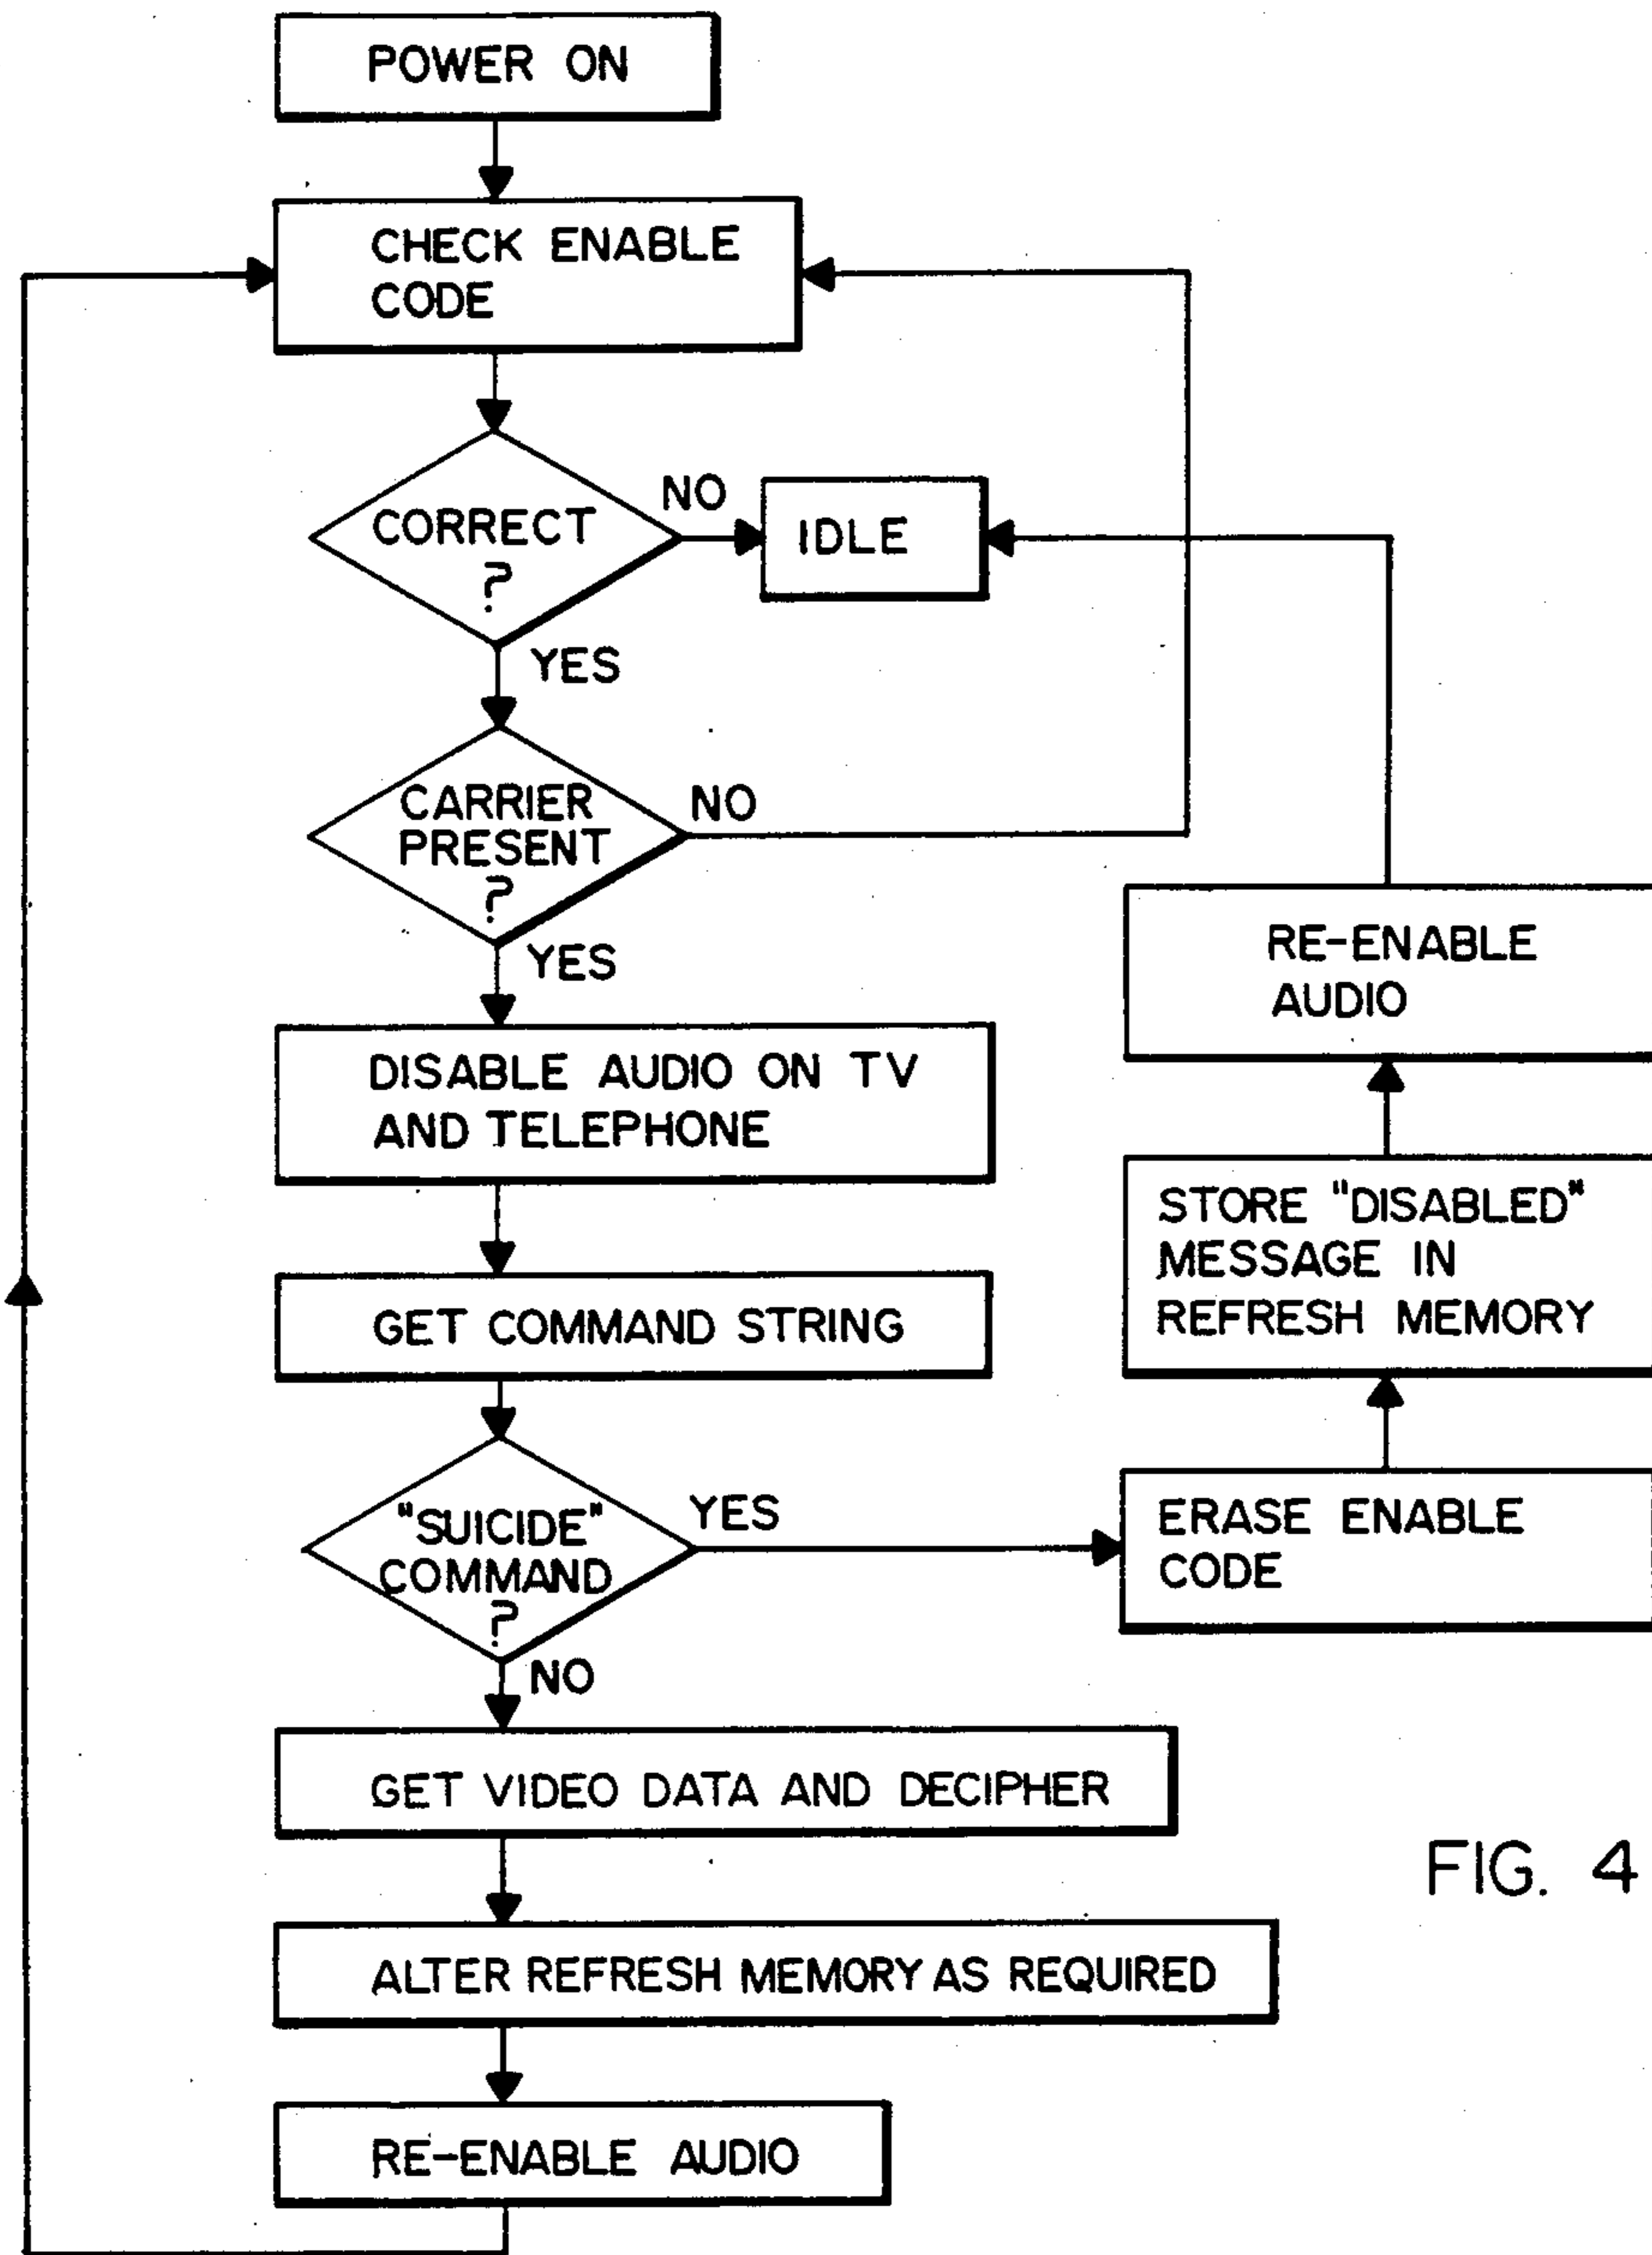 POWER ON
CHECK ENABLE
CODE
CORRECT
?
NO
IDLE
YES
CARRIER
PRESENT
?
NO
YES
RE-ENABLE
AUDIO
DISABLE AUDIO ON TV
AND TELEPHONE
STORE "DISABLED"
MESSAGE IN
REFRESH MEMORY
GET COMMAND STRING
"SUICIDE"
COMMAND
?
YES
ERASE ENABLE
CODE
NO
GET VIDEO DATA AND DECIPHER
FIG. 4
ALTER REFRESH MEMORY AS REQUIRED
RE-ENABLE AUDIO